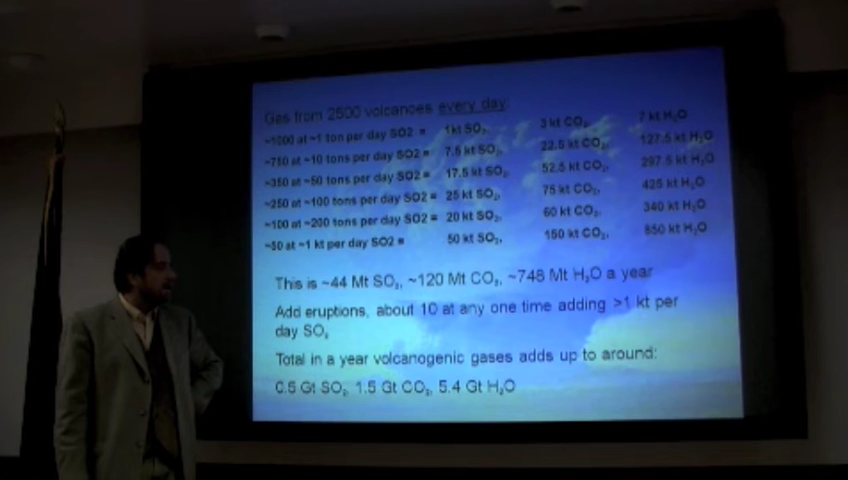 Gas from 2500 volcanoes every day:
~1000 at ~1 ton per day SO2 = 1kt SO₂, 3 kt CO₂, 7 kt H₂O
~750 at ~10 tons per day SO2 = 7.5 kt SO₂, 22.5 kt CO₂, 127.5 kt H₂O
~350 at ~50 tons per day SO2 = 17.5 kt SO₂, 52.5 kt CO₂, 297.5 kt H₂O
~250 at ~100 tons per day SO2 = 25 kt SO₂, 75 kt CO₂, 425 kt H₂O
~100 at ~200 tons per day SO2 = 20 kt SO₂, 60 kt CO₂, 340 kt H₂O
~50 at ~1 kt per day SO2 = 50 kt SO₂, 150 kt CO₂, 850 kt H₂O
This is ~44 Mt SO₂, ~120 Mt CO₂, ~748 Mt H₂O a year
Add eruptions, about 10 at any one time adding >1 kt per
day SO₂
Total in a year volcanogenic gases adds up to around:
0.5 Gt SO₂, 1.5 Gt CO₂, 5.4 Gt H₂O